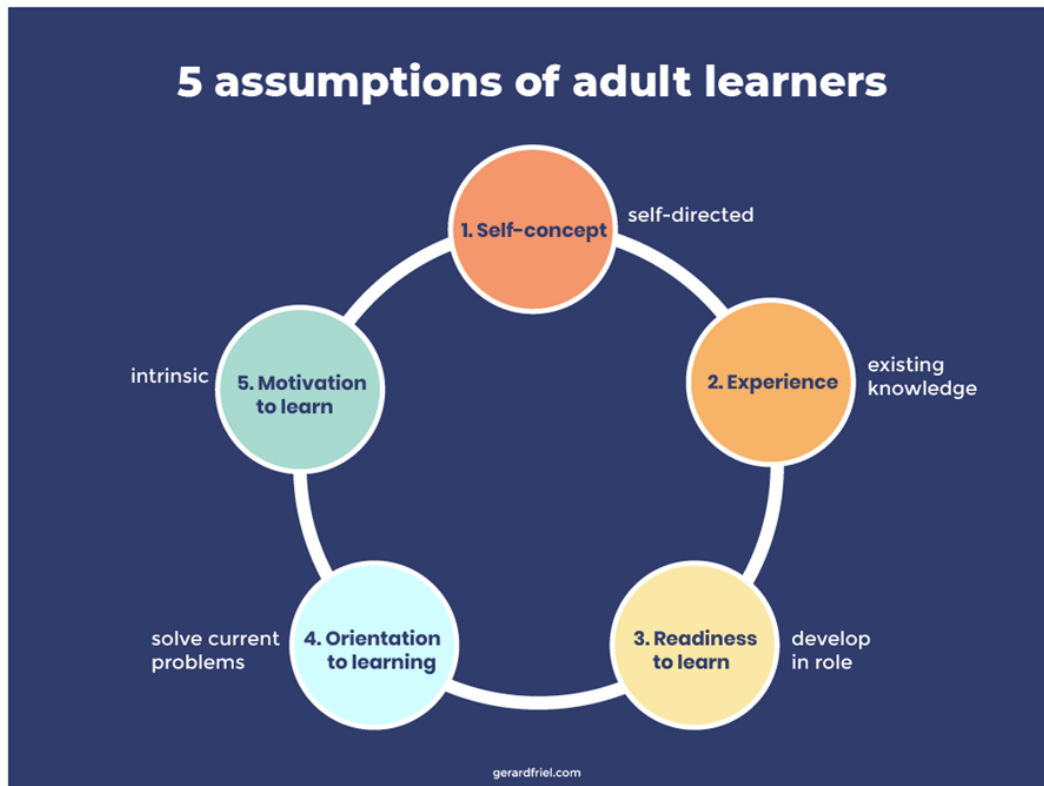 5 assumptions of adult learners
1. Self-concept
self-directed
2. Experience
existing
knowledge
3. Readiness
to learn
develop
in role
4. Orientation
to learning
solve current
problems
5. Motivation
to learn
intrinsic
gerardfriel.com